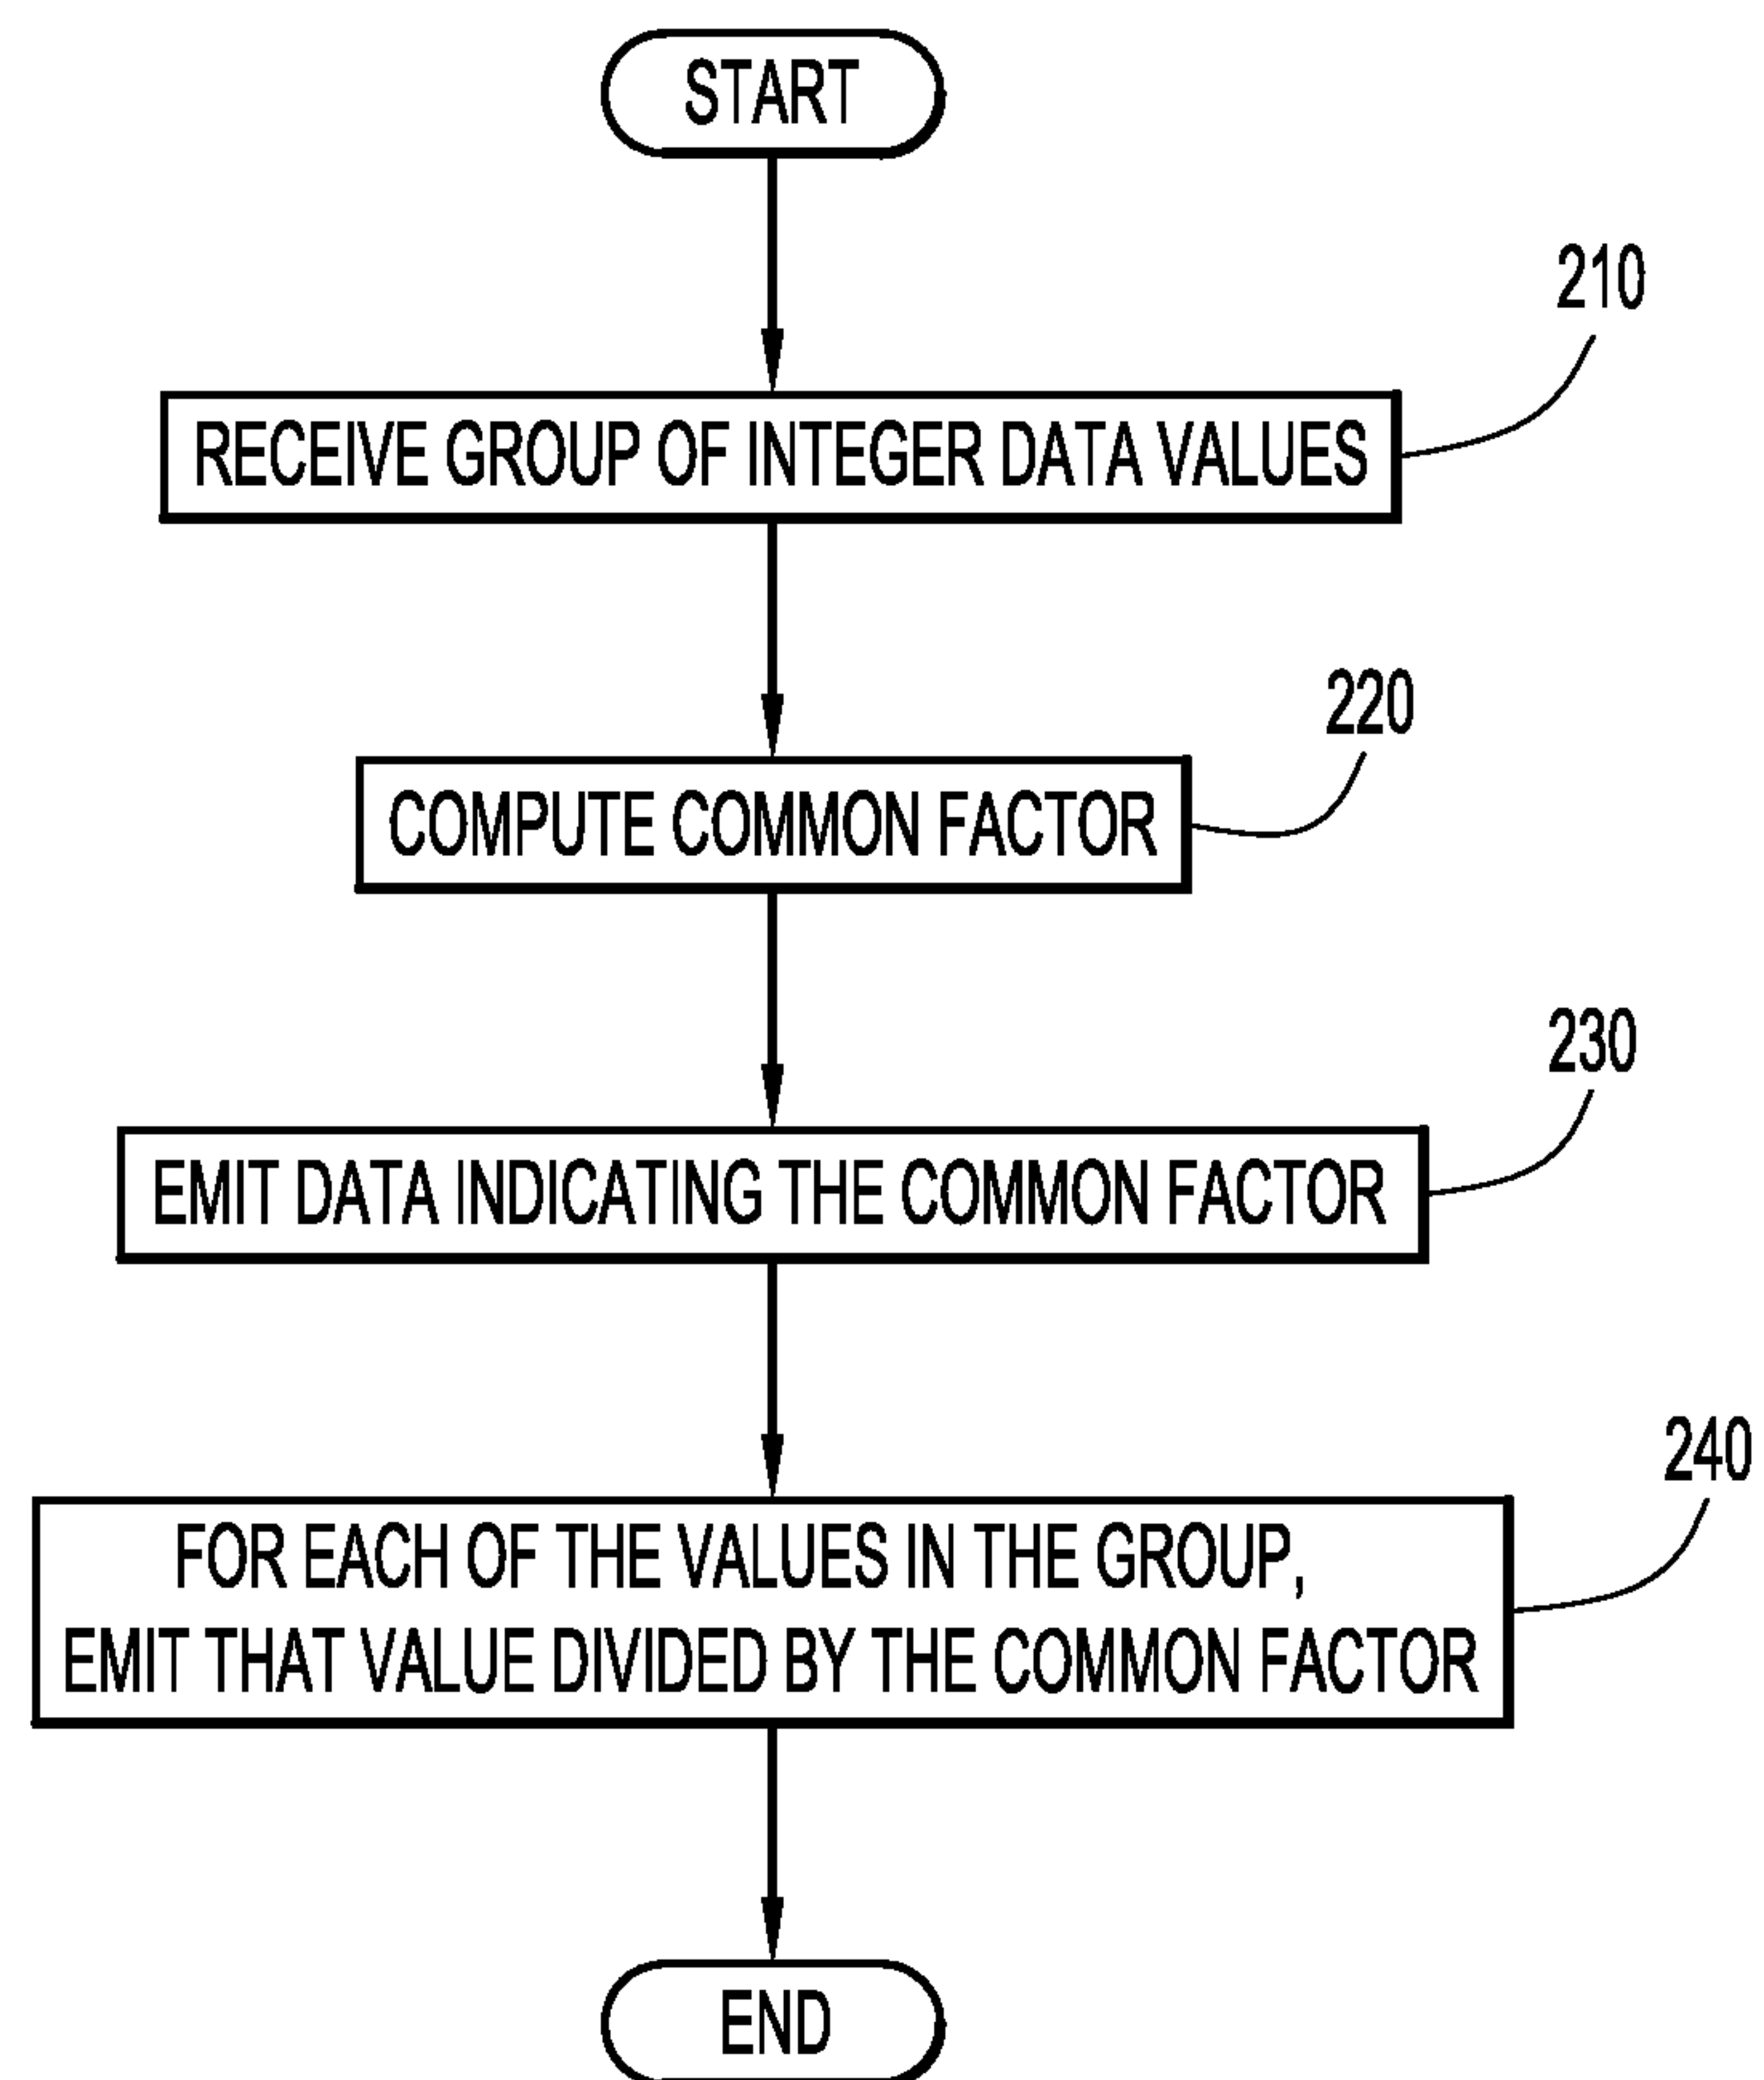 START
210
RECEIVE GROUP OF INTEGER DATA VALUES
220
COMPUTE COMMON FACTOR
230
EMIT DATA INDICATING THE COMMON FACTOR
240
FOR EACH OF THE VALUES IN THE GROUP,
EMIT THAT VALUE DIVIDED BY THE COMMON FACTOR
END